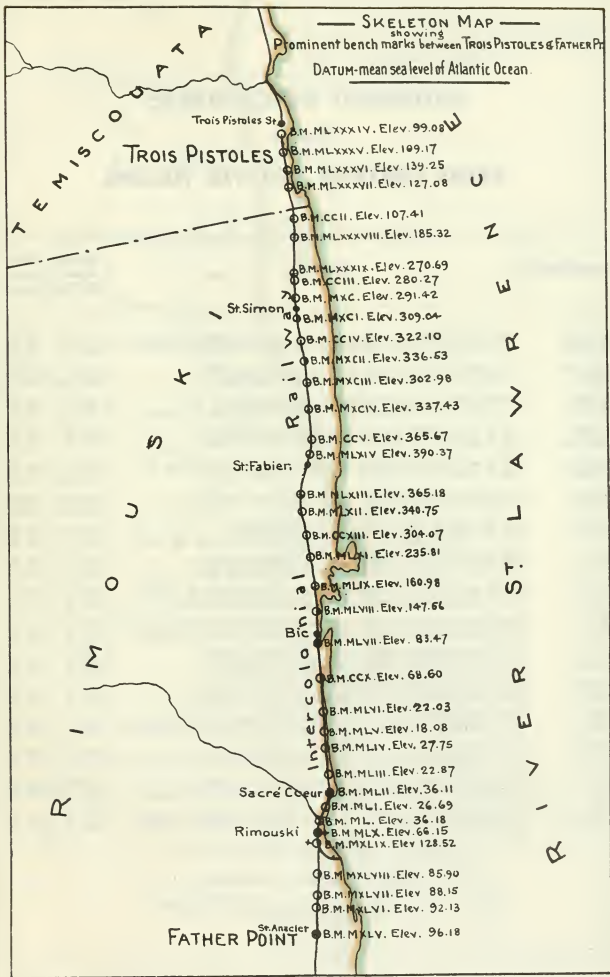 SKELETON MAP
showing
Prominent bench marks between TROIS PISTOLES & FATHER PT.
DATUM-mean sea level of Atlantic Ocean.
TEMISCOUATA
Trois Pistoles St.
B.M. MLXXXIV. Elev. 99.08
TROIS PISTOLES
B.M. MLXXXV. Elev. 109.17
B.M. MLXXXVI. Elev. 139.25
B.M. MLXXXVII. Elev. 127.08
B.M. CCII. Elev. 107.41
B.M. MLXXXVIII. Elev. 185.32
B.M. MLXXXIX. Elev. 270.69
B.M. CCIII. Elev. 280.27
B.M. MXC. Elev. 291.42
St. Simon
B.M. MXCI. Elev. 309.04
B.M. CCIV. Elev. 322.10
B.M. MXCII. Elev. 336.53
B.M. MXCIII. Elev. 302.98
B.M. MXCIV. Elev. 337.43
B.M. CCV. Elev. 365.67
B.M. MLXIV. Elev. 390.37
St. Fabier.
B.M. MLXIII. Elev. 365.18
B.M. MLXII. Elev. 340.75
B.M. CCXIII. Elev. 304.07
B.M. MLXI. Elev. 235.81
B.M. MLIX. Elev. 160.98
B.M. MLVIII. Elev. 147.56
Bic
B.M. MLVII. Elev. 83.47
B.M. CCX. Elev. 68.60
B.M. MLVI. Elev. 22.03
B.M. MLV. Elev. 18.08
B.M. MLIV. Elev. 27.75
B.M. MLIII. Elev. 22.87
Sacré Coeur
B.M. MLII. Elev. 36.11
B.M. MLI. Elev. 26.69
B.M. ML. Elev. 36.18
Rimouski
B.M. MLX. Elev. 66.15
B.M. MXLIX. Elev 128.52
B.M. MXLVIII. Elev. 85.90
B.M. MXLVII. Elev 88.15
B.M. MXLVI. Elev 92.13
St. Anaclet
FATHER POINT
B.M. MXLV. Elev. 96.18
Intercolonial Railway
RIMOUSKI
RIVER ST. LAWRENCE